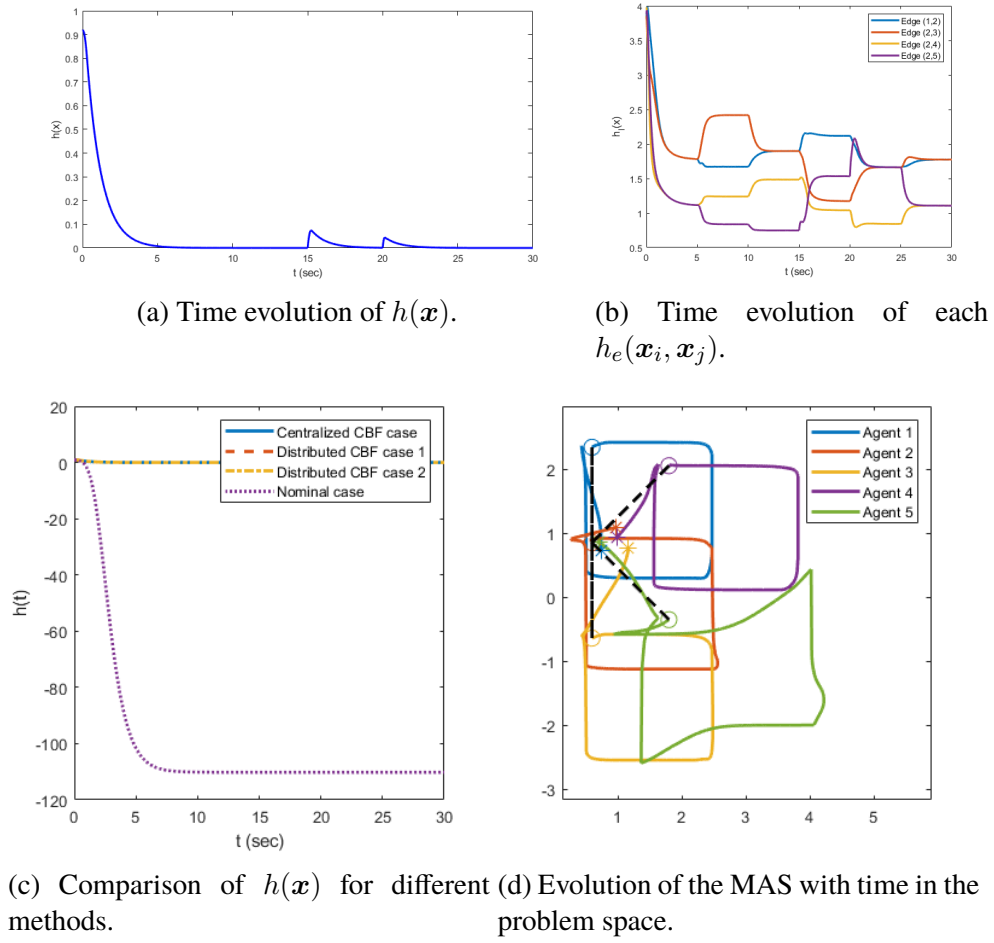 1
0.9
0.8
0.7
0.6
0.5
0.4
0.3
0.2
0.1
0
h(x)
0 5 10 15 20 25 30
t (sec)
4
3.5
3
2.5
2
1.5
1
0.5
h_i(x)
Edge (1,2)
Edge (2,3)
Edge (2,4)
Edge (2,5)
0 5 10 15 20 25 30
t (sec)
(a) Time evolution of h(x).
(b) Time evolution of each
h_e(x_i, x_j).
20
0
-20
-40
-60
-80
-100
-120
h(t)
Centralized CBF case
Distributed CBF case 1
Distributed CBF case 2
Nominal case
0 5 10 15 20 25 30
t (sec)
2
1
0
-1
-2
-3
Agent 1
Agent 2
Agent 3
Agent 4
Agent 5
1 2 3 4 5
(c) Comparison of h(x) for different
methods.
(d) Evolution of the MAS with time in the
problem space.